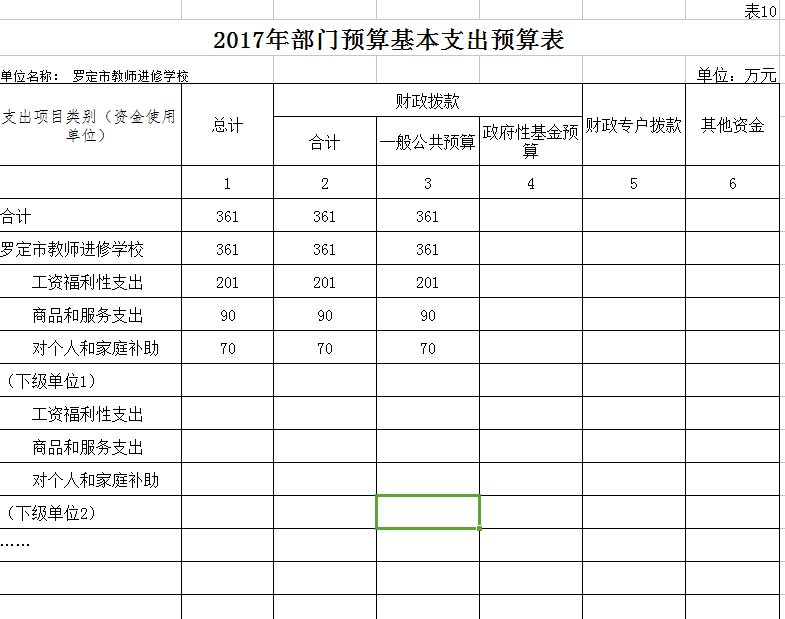 表10
2017年部门预算基本支出预算表
单位名称： 罗定市教师进修学校 单位：万元
支出项目类别（资金使用单位） 总计 财政拨款 财政专户拨款 其他资金
合计 一般公共预算 政府性基金预算
1 2 3 4 5 6
合计 361 361 361
罗定市教师进修学校 361 361 361
工资福利性支出 201 201 201
商品和服务支出 90 90 90
对个人和家庭补助 70 70 70
（下级单位1）
工资福利性支出
商品和服务支出
对个人和家庭补助
（下级单位2）
……